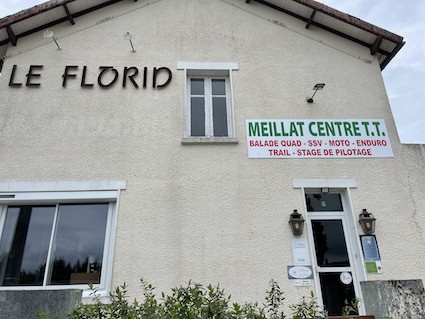 LE FLORID
MEILLAT CENTRE T.T.
BALADE QUAD - SSV - MOTO - ENDURO
TRAIL - STAGE DE PILOTAGE